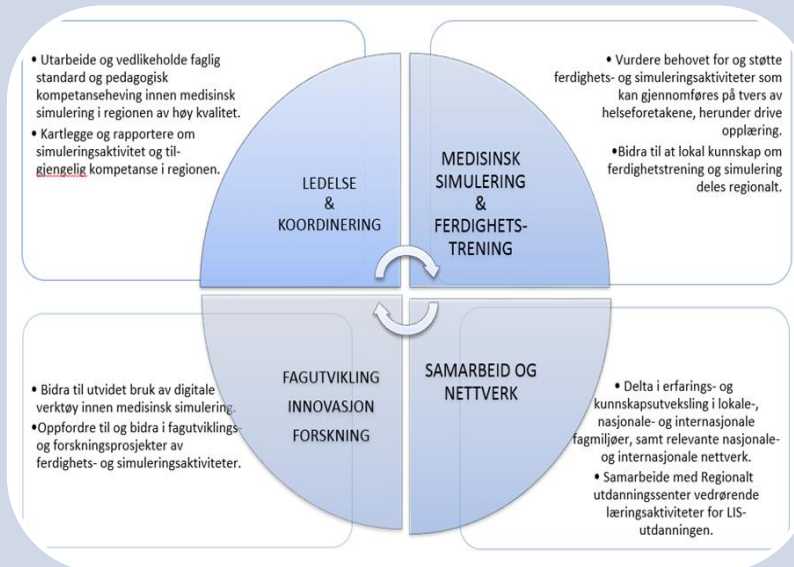 • Utarbeide og vedlikeholde faglig
standard og pedagogisk
kompetanseheving innen medisinsk
simulering i regionen av høy kvalitet.
• Kartlegge og rapportere om
simuleringsaktivitet og til-
gjengelig kompetanse i regionen.
LEDELSE
&
KOORDINERING
• Vurdere behovet for og støtte
ferdighets- og simuleringsaktiviteter som
kan gjennomføres på tvers av
helseforetakene, herunder drive
opplæring.
•Bidra til at lokal kunnskap om
ferdighetstrening og simulering
deles regionalt.
MEDISINSK
SIMULERING
&
FERDIGHETS-
TRENING
• Bidra til utvidet bruk av digitale
verktøy innen medisinsk simulering.
•Oppfordre til og bidra i fagutviklings-
og forskningsprosjekter av
ferdighets- og simuleringsaktiviteter.
FAGUTVIKLING
INNOVASJON
FORSKNING
SAMARBEID OG
NETTVERK
• Delta i erfarings- og
kunnskapsutveksling i lokale-,
nasjonale- og internasjonale
fagmiljøer, samt relevante nasjonale-
og internasjonale nettverk.
• Samarbeide med Regionalt
utdanningssenter vedrørende
læringsaktiviteter for LIS-
utdanningen.